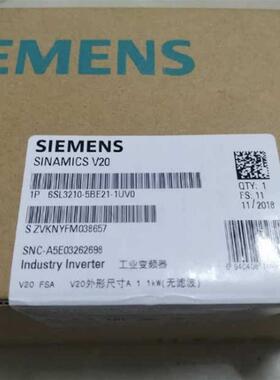 SIEMENS
SIEMENS
SINAMICS V20
1P 6SL3210-5BE21-1UV0
QTY: 1
FS: 11
11/2018
S ZVKNYFM038657
SNC-A5E03262698
Industry Inverter 工业变频器
V20 FSA V20外形尺寸A 1 1kW(无滤波)